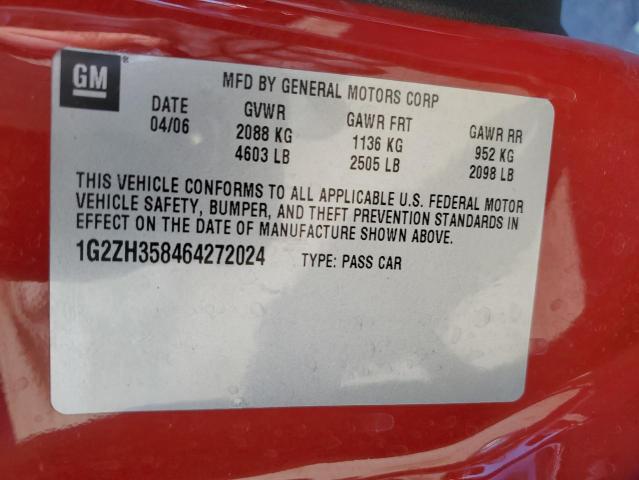 GM®
MFD BY GENERAL MOTORS CORP
DATE GVWR GAWR FRT GAWR RR
04/06 2088 KG 1136 KG 952 KG
4603 LB 2505 LB 2098 LB
THIS VEHICLE CONFORMS TO ALL APPLICABLE U.S. FEDERAL MOTOR
VEHICLE SAFETY, BUMPER, AND THEFT PREVENTION STANDARDS IN
EFFECT ON THE DATE OF MANUFACTURE SHOWN ABOVE.
1G2ZH358464272024 TYPE: PASS CAR